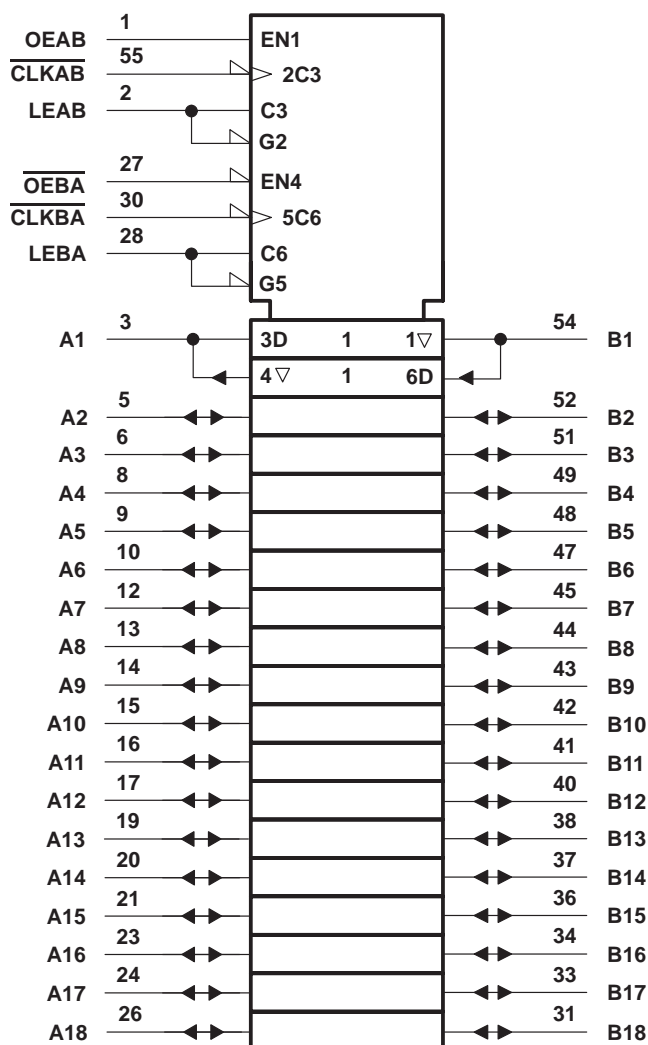 OEAB 1 EN1
CLKAB 55 2C3
LEAB 2 C3
G2
OEBA 27 EN4
CLKBA 30 5C6
LEBA 28 C6
G5
A1 3 3D 1 1▽ 54 B1
4▽ 1 6D
A2 5 52 B2
A3 6 51 B3
A4 8 49 B4
A5 9 48 B5
A6 10 47 B6
A7 12 45 B7
A8 13 44 B8
A9 14 43 B9
A10 15 42 B10
A11 16 41 B11
A12 17 40 B12
A13 19 38 B13
A14 20 37 B14
A15 21 36 B15
A16 23 34 B16
A17 24 33 B17
A18 26 31 B18